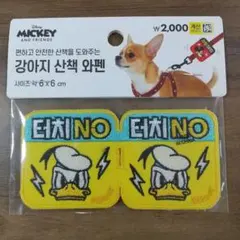 Disney
MICKEY
AND FRIENDS
₩2,000
편하고 안전한 산책을 도와주는
강아지 산책 와펜
사이즈 약 6 x 6 cm
터치NO 터치NO